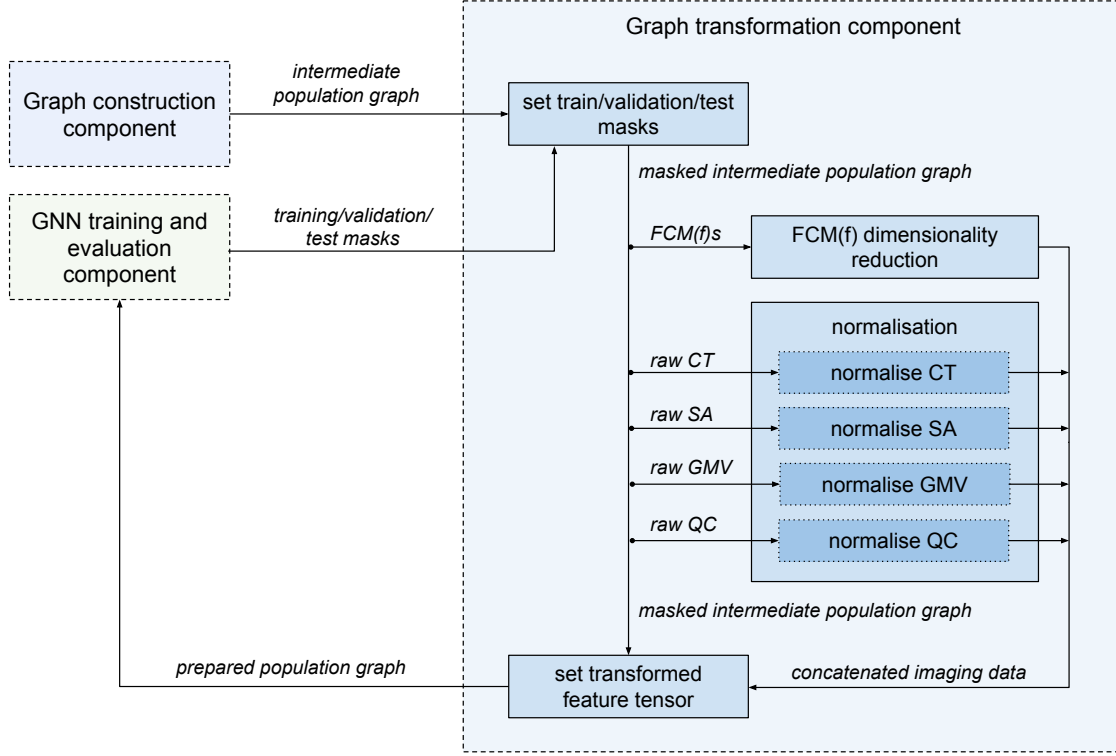 Graph transformation component
Graph construction
component
intermediate
population graph
set train/validation/test
masks
masked intermediate population graph
GNN training and
evaluation
component
training/validation/
test masks
FCM(f)s
FCM(f) dimensionality
reduction
normalisation
raw CT
normalise CT
raw SA
normalise SA
raw GMV
normalise GMV
raw QC
normalise QC
masked intermediate population graph
prepared population graph
set transformed
feature tensor
concatenated imaging data